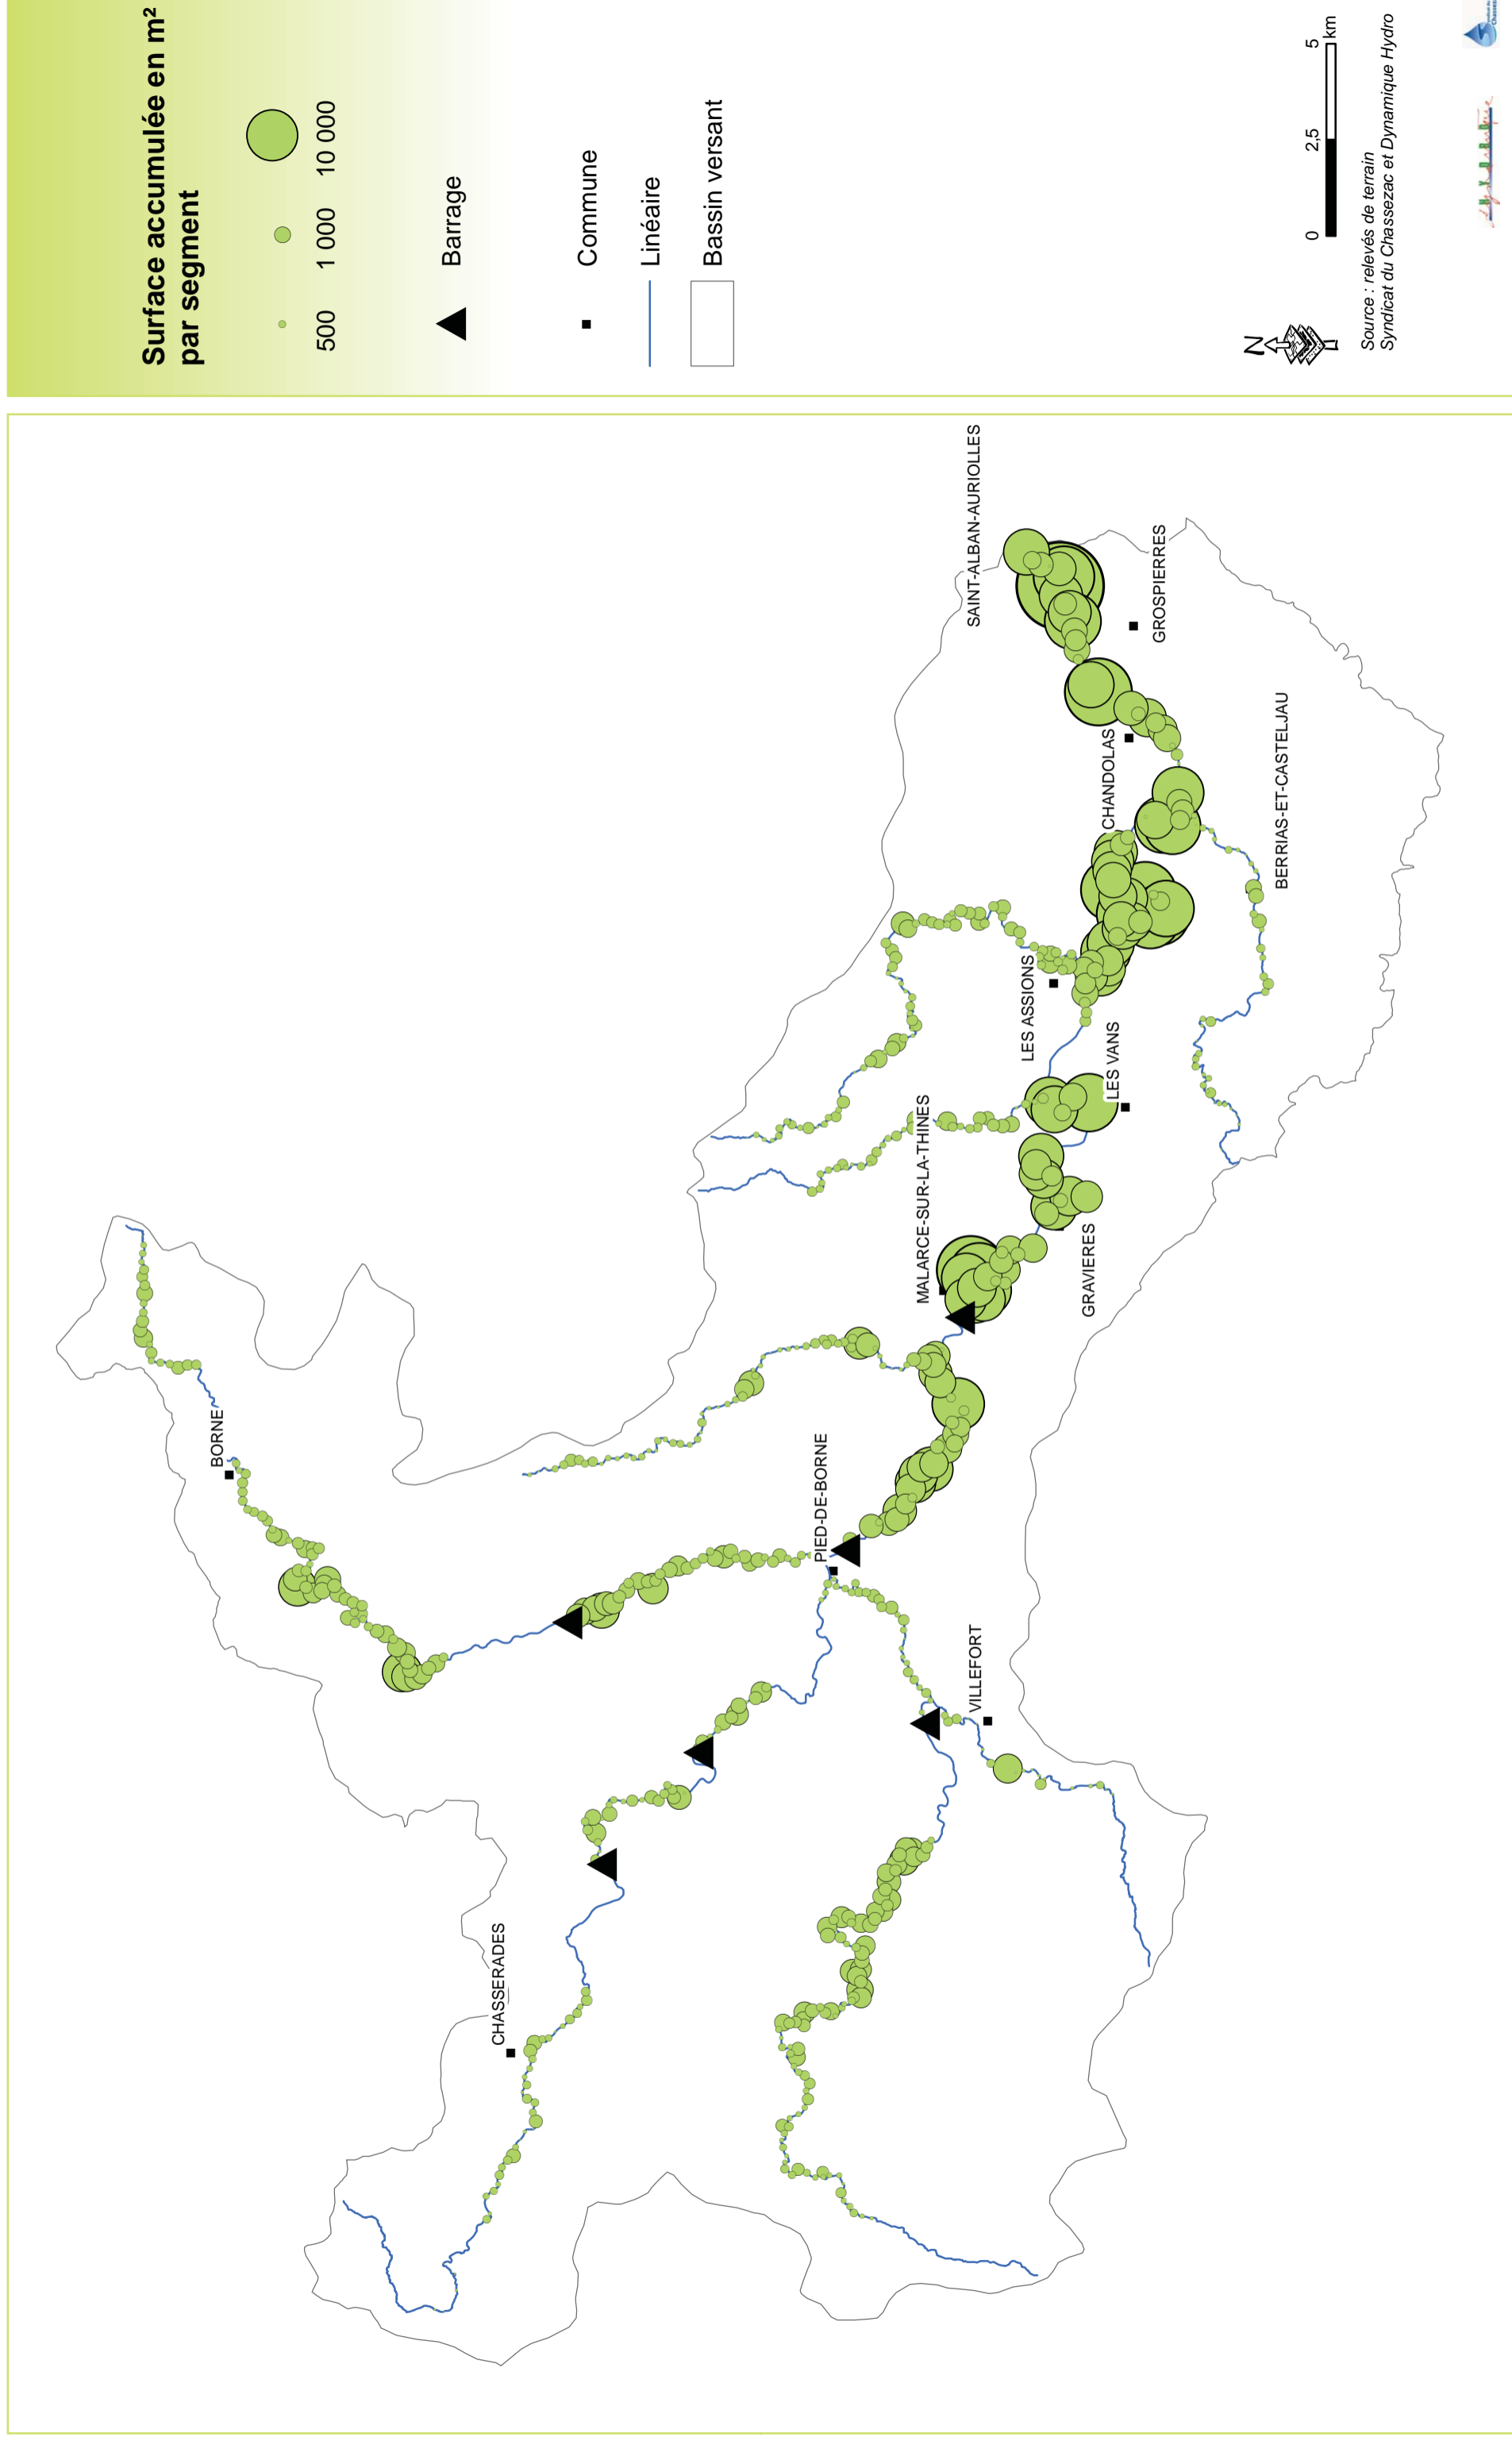 Surface accumulée en m²
par segment
500
1 000
10 000
Barrage
Commune
Linéaire
Bassin versant
N
0
2,5
5
km
Source : relevés de terrain
Syndicat du Chassezac et Dynamique Hydro
BORNE
CHASSERADES
PIED-DE-BORNE
VILLEFORT
MALARCE-SUR-LA-THINES
GRAVIERES
LES ASSIONS
LES VANS
CHANDOLAS
BERRIAS-ET-CASTELJAU
SAINT-ALBAN-AURIOLLES
GROSPIERRES